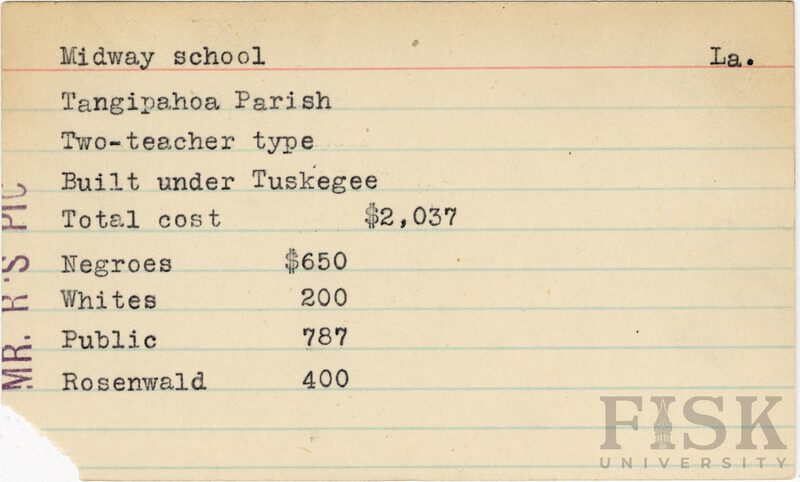 Midway school La.
Tangipahoa Parish
Two-teacher type
Built under Tuskegee
Total cost $2,037
Negroes $650
Whites 200
Public 787
Rosenwald 400
MR. R'S PIC
FISK
UNIVERSITY